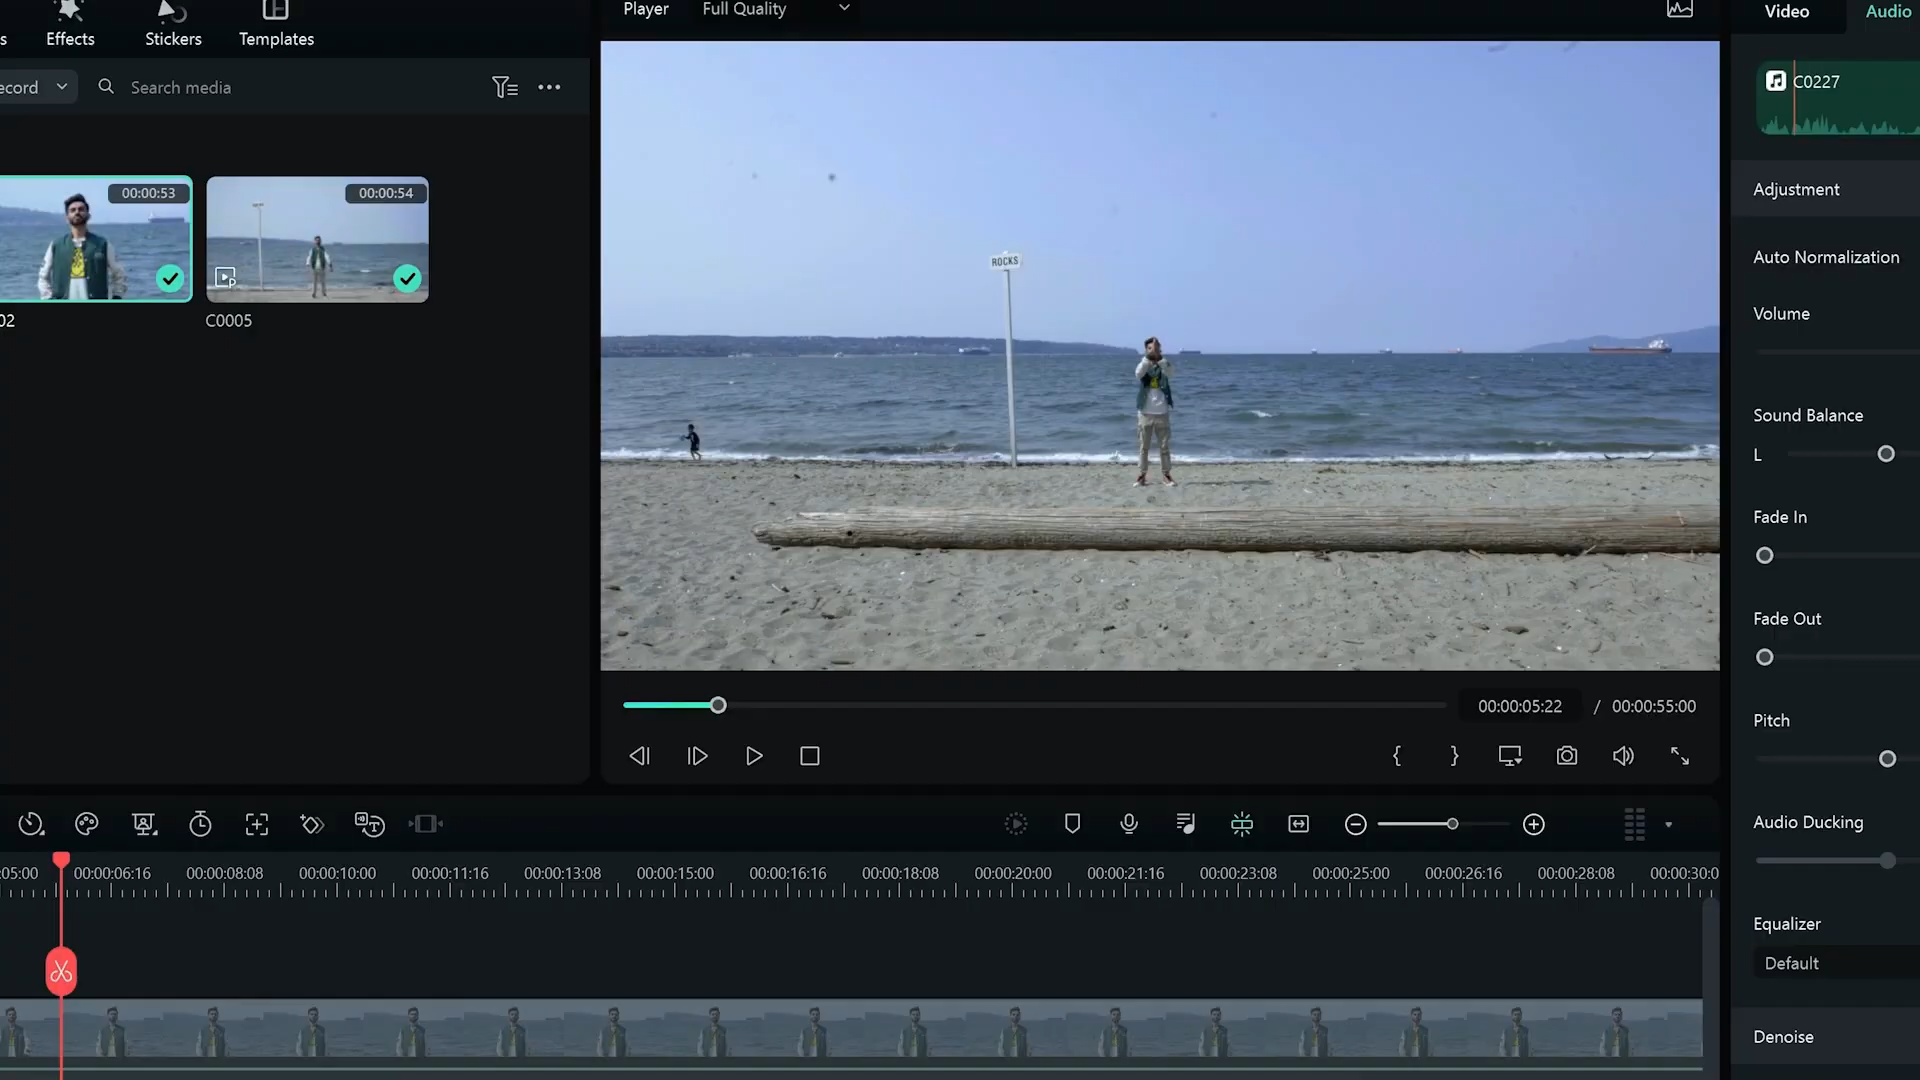 Effects
Stickers
Templates
Player
Full Quality
Video
Audio
ecord
Search media
C0227
00:00:53
00:00:54
02
C0005
ROCKS
Adjustment
Auto Normalization
Volume
Sound Balance
L
Fade In
Fade Out
Pitch
Audio Ducking
Equalizer
Default
Denoise
00:00:05:22 / 00:00:55:00
:05:00 00:00:06:16 00:00:08:08 00:00:10:00 00:00:11:16 00:00:13:08 00:00:15:00 00:00:16:16 00:00:18:08 00:00:20:00 00:00:21:16 00:00:23:08 00:00:25:00 00:00:26:16 00:00:28:08 00:00:30:0